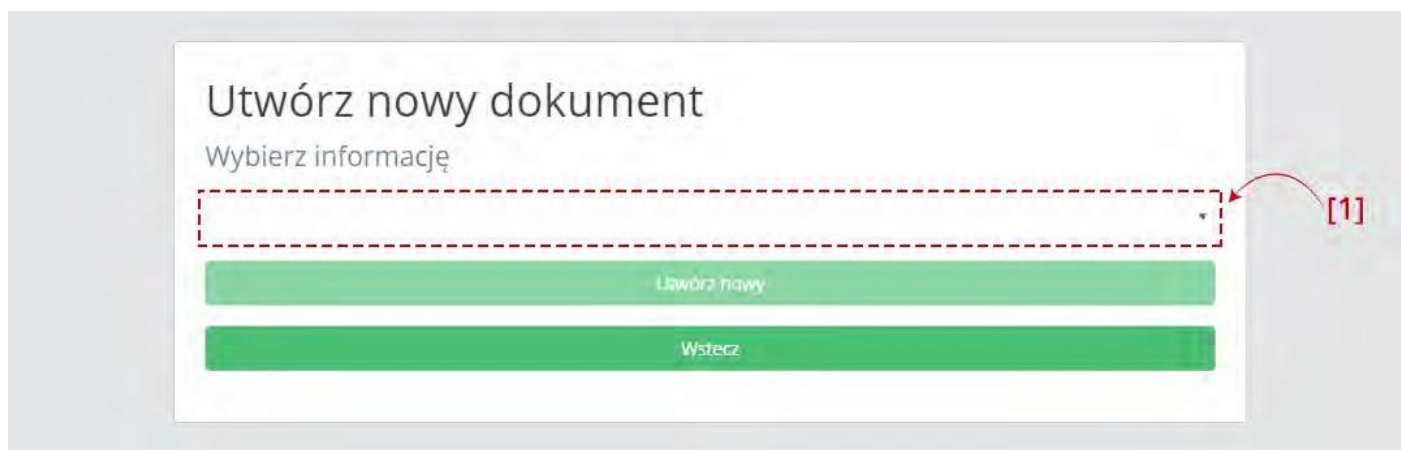 Utwórz nowy dokument
Wybierz informację
[1]
Utwórz nowy
Wstecz